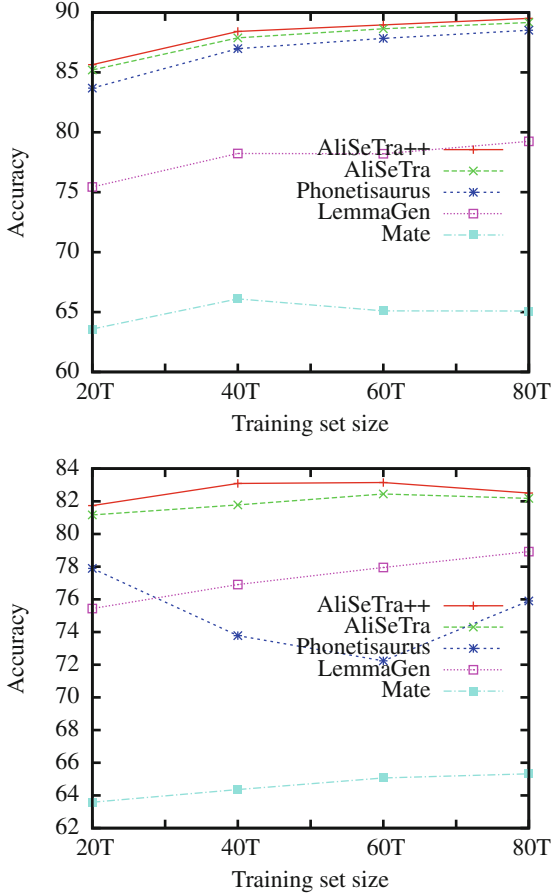 90
85
80
75
70
65
60
Accuracy
AliSeTra++
AliSeTra
Phonetisaurus
LemmaGen
Mate
20T 40T 60T 80T
Training set size
84
82
80
78
76
74
72
70
68
66
64
62
Accuracy
AliSeTra++
AliSeTra
Phonetisaurus
LemmaGen
Mate
20T 40T 60T 80T
Training set size